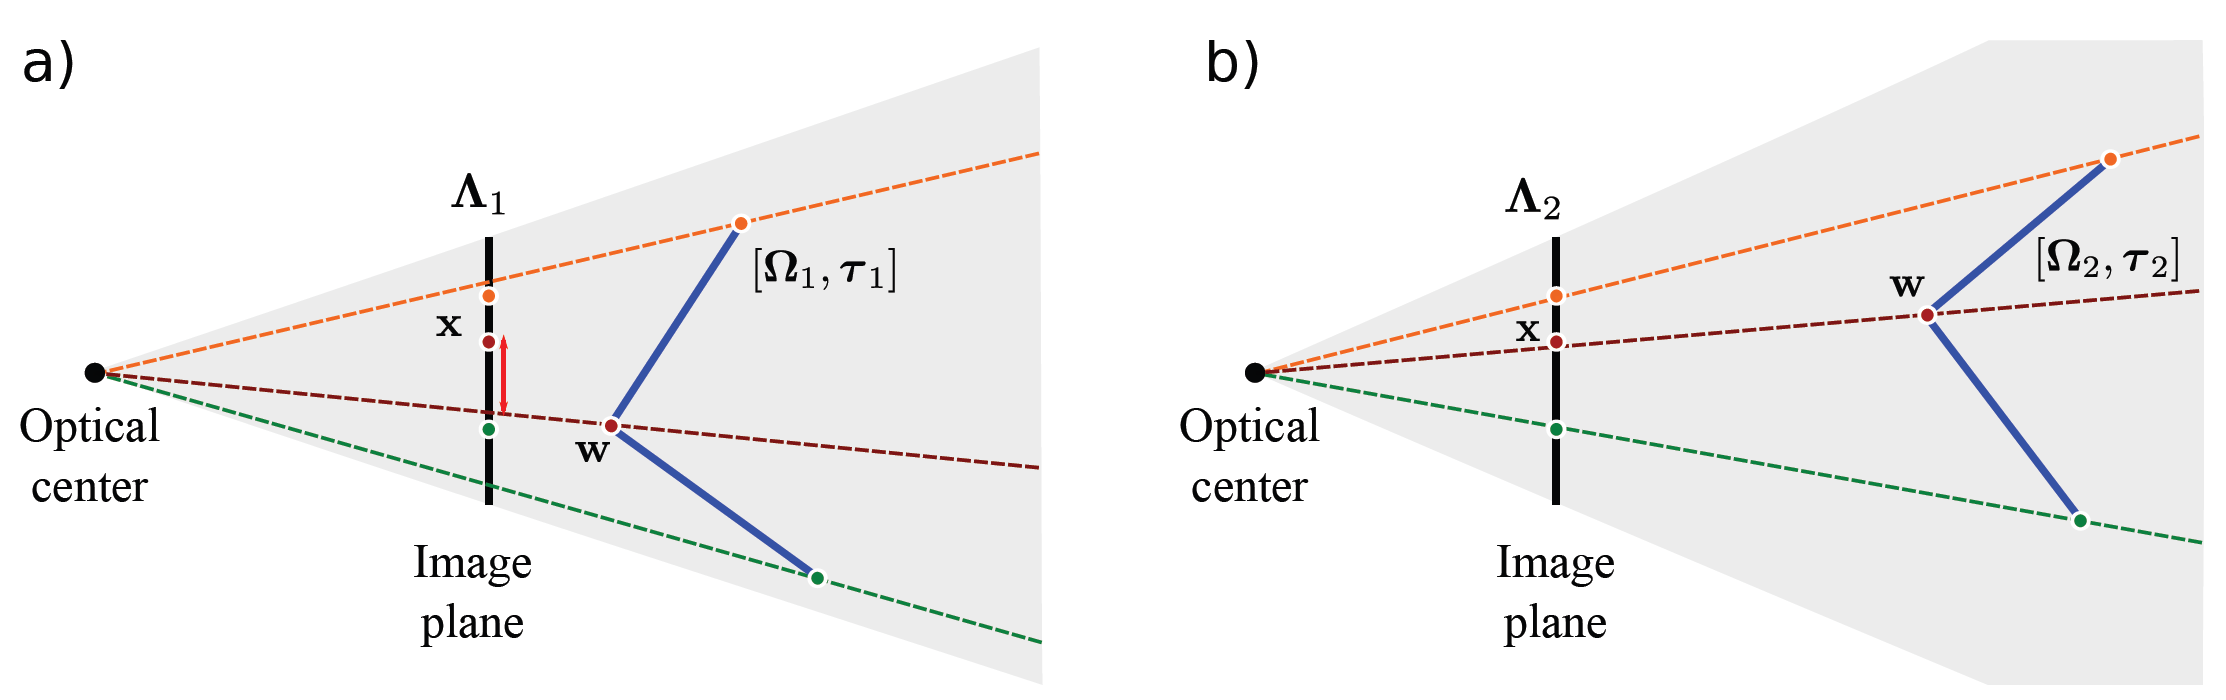 a)
Λ₁
[Ω₁, τ₁]
x
w
Optical
center
Image
plane
b)
Λ₂
[Ω₂, τ₂]
w
x
Optical
center
Image
plane